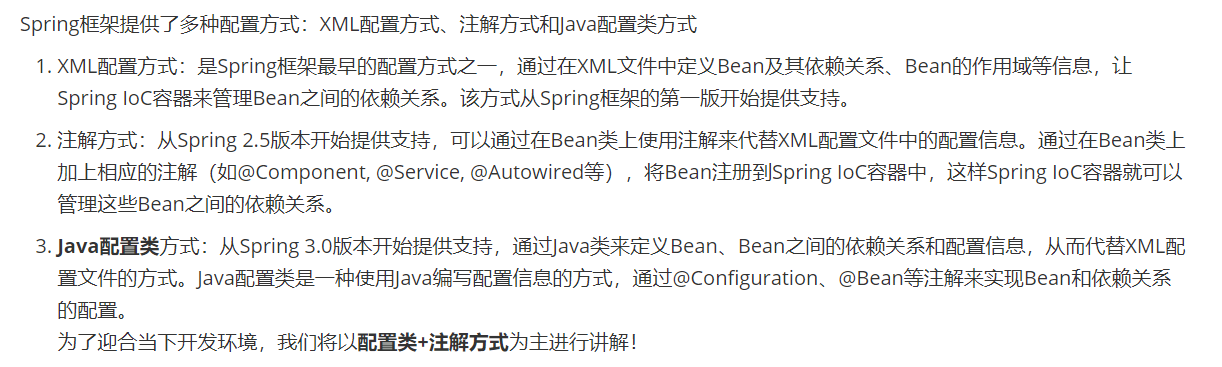 Spring框架提供了多种配置方式：XML配置方式、注解方式和Java配置类方式
1. XML配置方式：是Spring框架最早的配置方式之一，通过在XML文件中定义Bean及其依赖关系、Bean的作用域等信息，让
Spring IoC容器来管理Bean之间的依赖关系。该方式从Spring框架的第一版开始提供支持。
2. 注解方式：从Spring 2.5版本开始提供支持，可以通过在Bean类上使用注解来代替XML配置文件中的配置信息。通过在Bean类上
加上相应的注解（如@Component, @Service, @Autowired等），将Bean注册到Spring IoC容器中，这样Spring IoC容器就可以
管理这些Bean之间的依赖关系。
3. Java配置类方式：从Spring 3.0版本开始提供支持，通过Java类来定义Bean、Bean之间的依赖关系和配置信息，从而代替XML配
置文件的方式。Java配置类是一种使用Java编写配置信息的方式，通过@Configuration、@Bean等注解来实现Bean和依赖关系
的配置。
为了迎合当下开发环境，我们将以配置类+注解方式为主进行讲解！